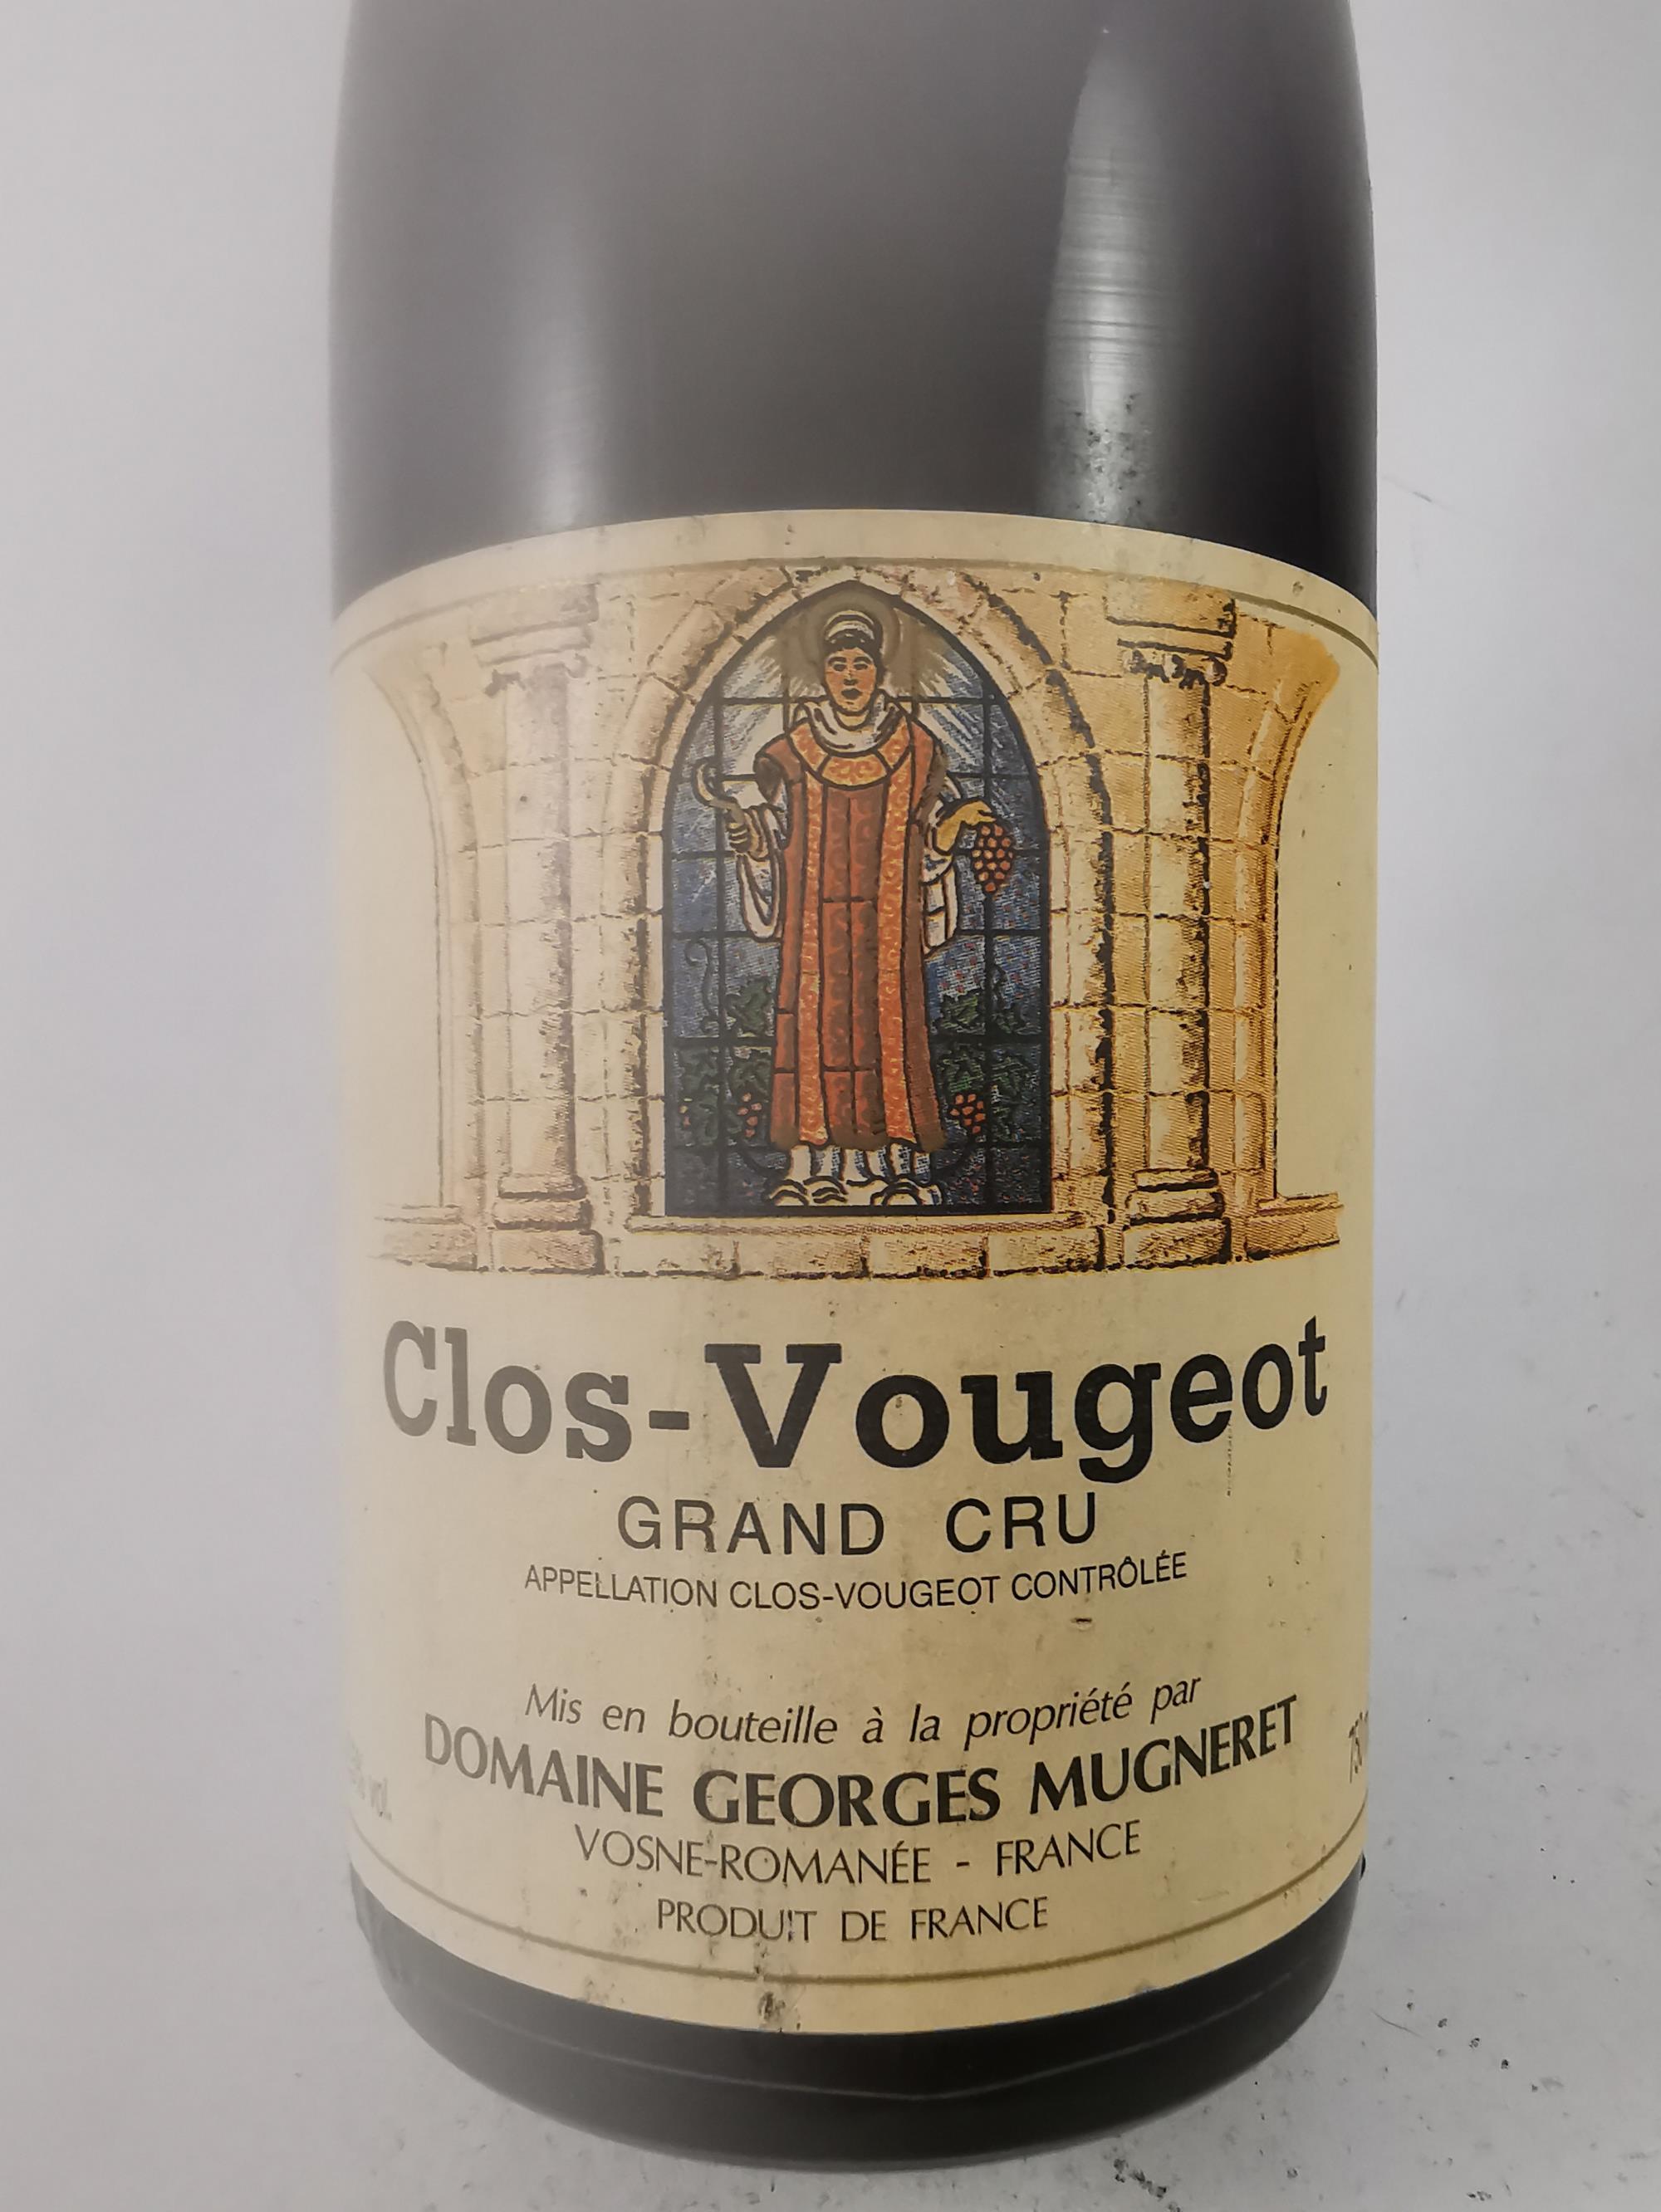 Clos-Vougeot
GRAND CRU
APPELLATION CLOS-VOUGEOT CONTRÔLÉE
Mis en bouteille à la propriété par
DOMAINE GEORGES MUGNERET
vol.
VOSNE-ROMANÉE - FRANCE
PRODUIT DE FRANCE